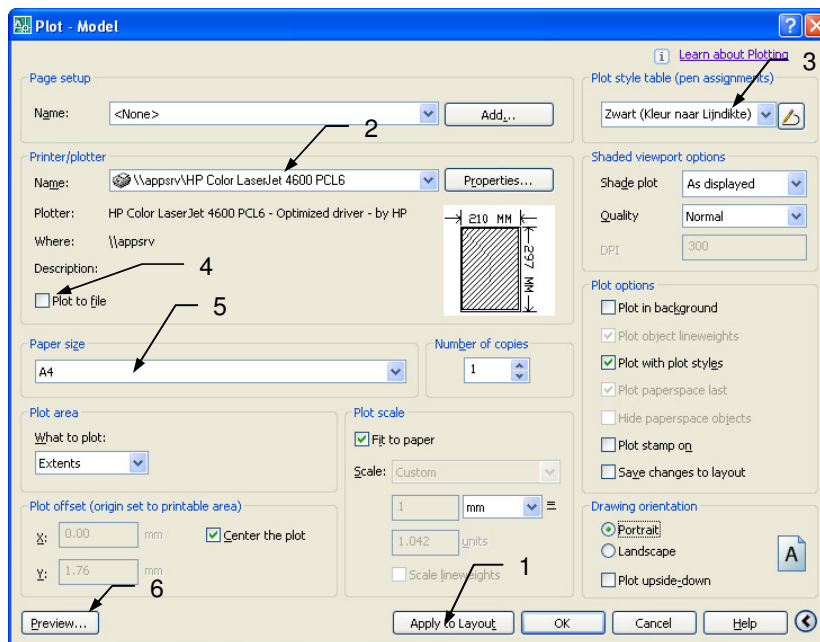 Plot - Model
Learn about Plotting
3
Page setup
Name: <None> Add...
2
Plot style table (pen assignments)
Zwart (Kleur naar Lijndikte)
Printer/plotter
Name: \\appsrv\HP Color LaserJet 4600 PCL6 Properties...
Plotter: HP Color LaserJet 4600 PCL6 - Optimized driver - by HP
Where: \\appsrv
Description:
4
Plot to file
210 MM
297 MM
Shaded viewport options
Shade plot As displayed
Quality Normal
DPI 300
5
Paper size
A4
Number of copies
1
Plot options
Plot in background
Plot object lineweights
Plot with plot styles
Plot paperspace last
Hide paperspace objects
Plot stamp on
Save changes to layout
Plot area
What to plot:
Extents
Plot scale
Fit to paper
Scale: Custom
1 mm =
1.042 units
Scale lineweights
Plot offset (origin set to printable area)
X: 0.00 mm Center the plot
Y: 1.76 mm
6
1
Drawing orientation
Portrait
Landscape
Plot upside-down
A
Preview... Apply to Layout OK Cancel Help